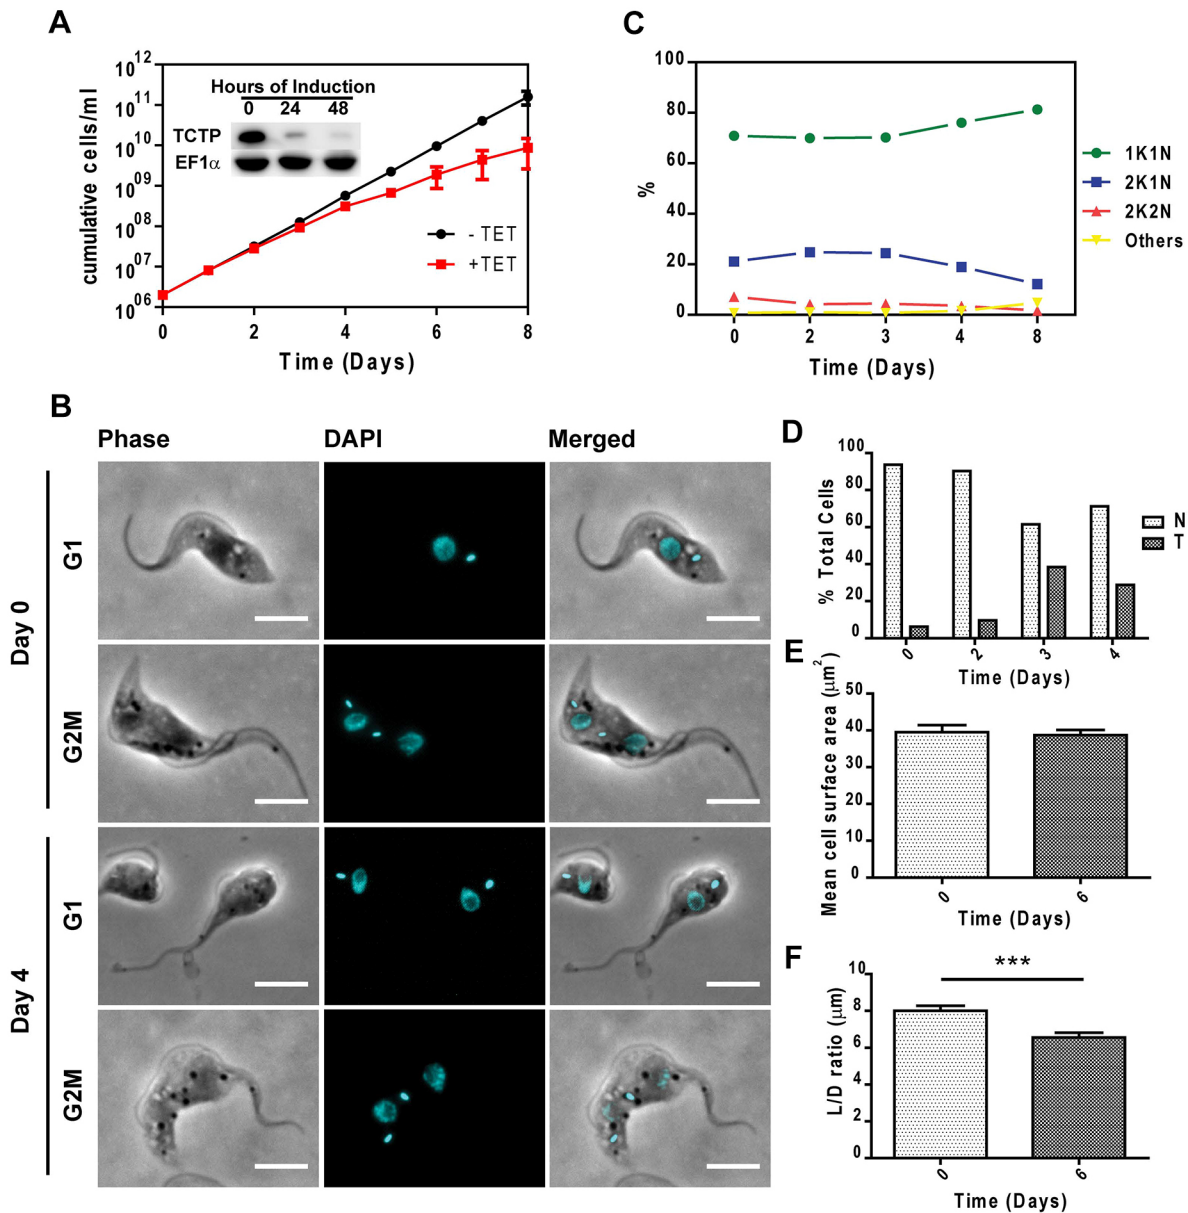 A
10^12
10^11
10^10
10^09
10^08
10^07
10^06
cumulative cells/ml
Hours of Induction
0 24 48
TCTP
EF1α
- TET
+TET
0 2 4 6 8
Time (Days)
C
100
80
60
40
20
0
%
1K1N
2K1N
2K2N
Others
0 2 3 4 8
Time (Days)
B
Phase DAPI Merged
Day 0
G1
G2M
Day 4
G1
G2M
D
100
80
60
40
20
0
% Total Cells
N
T
0 2 3 4
Time (Days)
E
50
40
30
20
10
0
Mean cell surface area (μm²)
0 6
Time (Days)
F
***
10
8
6
4
2
0
L/D ratio (μm)
0 6
Time (Days)